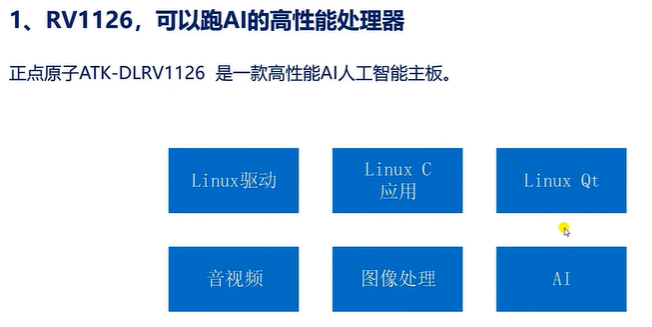 1、RV1126，可以跑AI的高性能处理器
正点原子ATK-DLRV1126 是一款高性能AI人工智能主板。
Linux驱动
Linux C
应用
Linux Qt
音视频
图像处理
AI